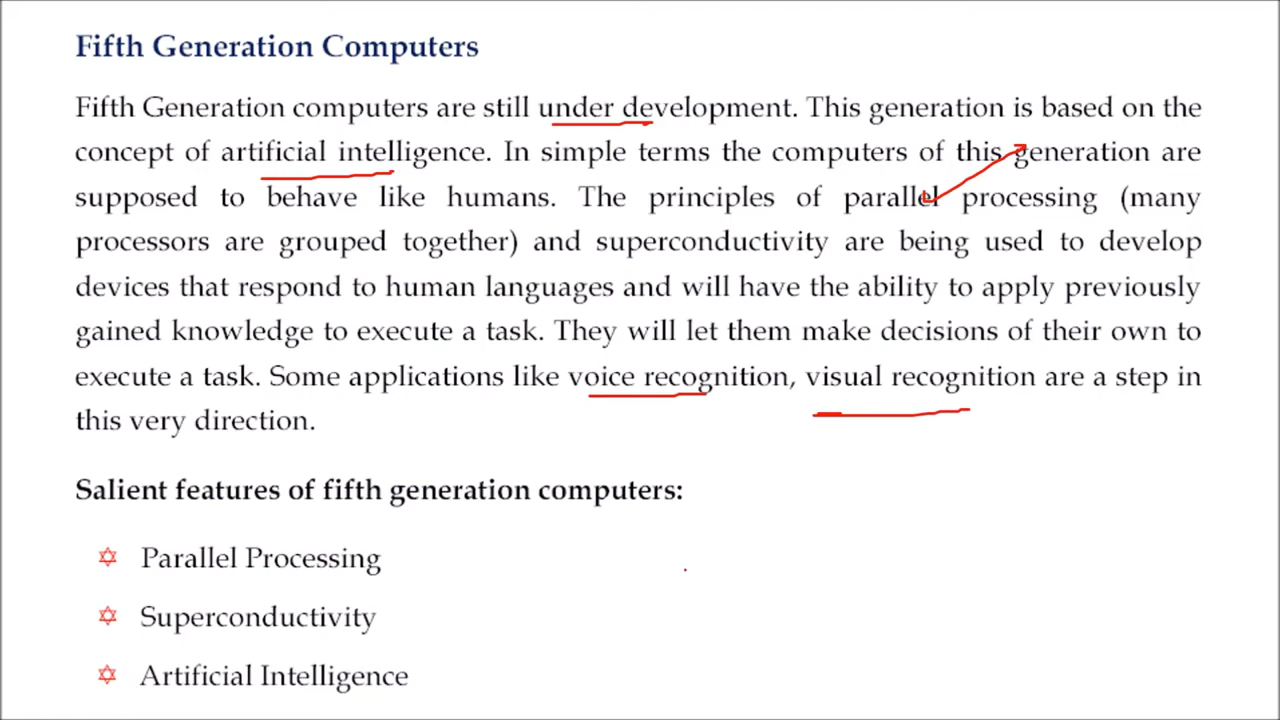 Fifth Generation Computers
Fifth Generation computers are still under development. This generation is based on the
concept of artificial intelligence. In simple terms the computers of this generation are
supposed to behave like humans. The principles of parallel processing (many
processors are grouped together) and superconductivity are being used to develop
devices that respond to human languages and will have the ability to apply previously
gained knowledge to execute a task. They will let them make decisions of their own to
execute a task. Some applications like voice recognition, visual recognition are a step in
this very direction.
Salient features of fifth generation computers:
Parallel Processing
Superconductivity
Artificial Intelligence